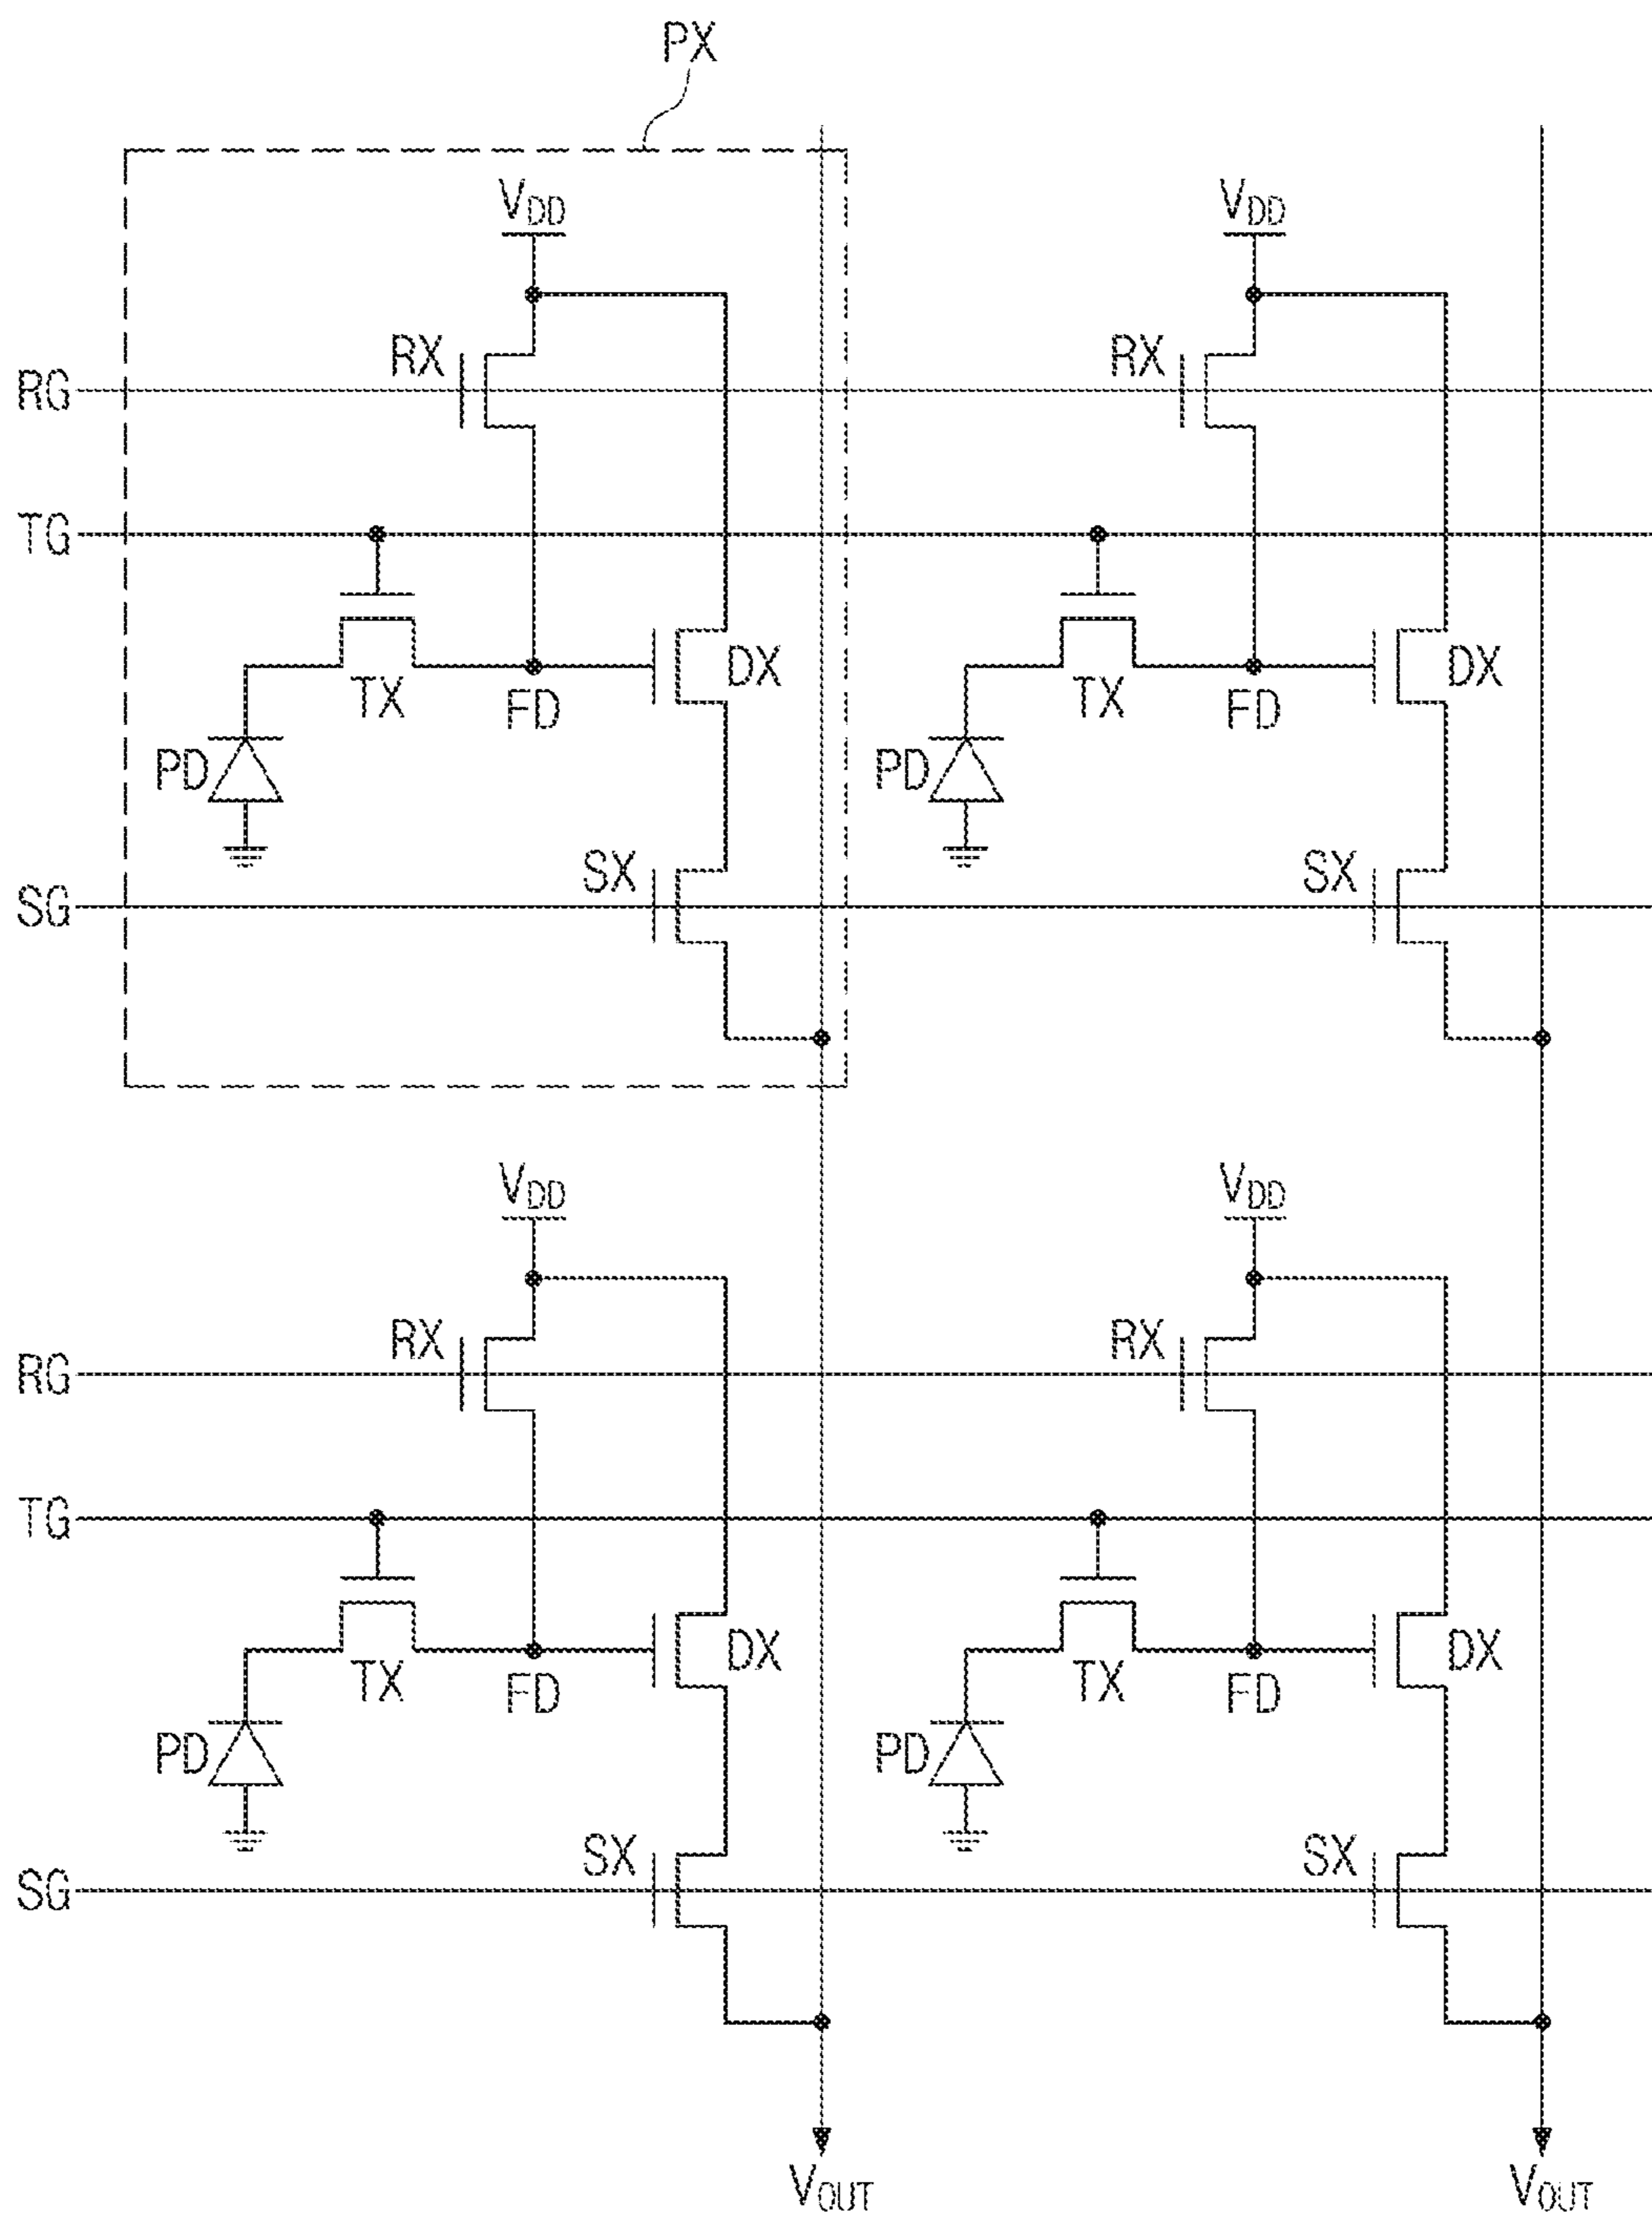 PX
VDD VDD
RX RX
RG
TG
DX DX
TX FD TX FD
PD PD
SX SX
SG
VDD VDD
RX RX
RG
TG
DX DX
TX FD TX FD
PD PD
SX SX
SG
VOUT VOUT